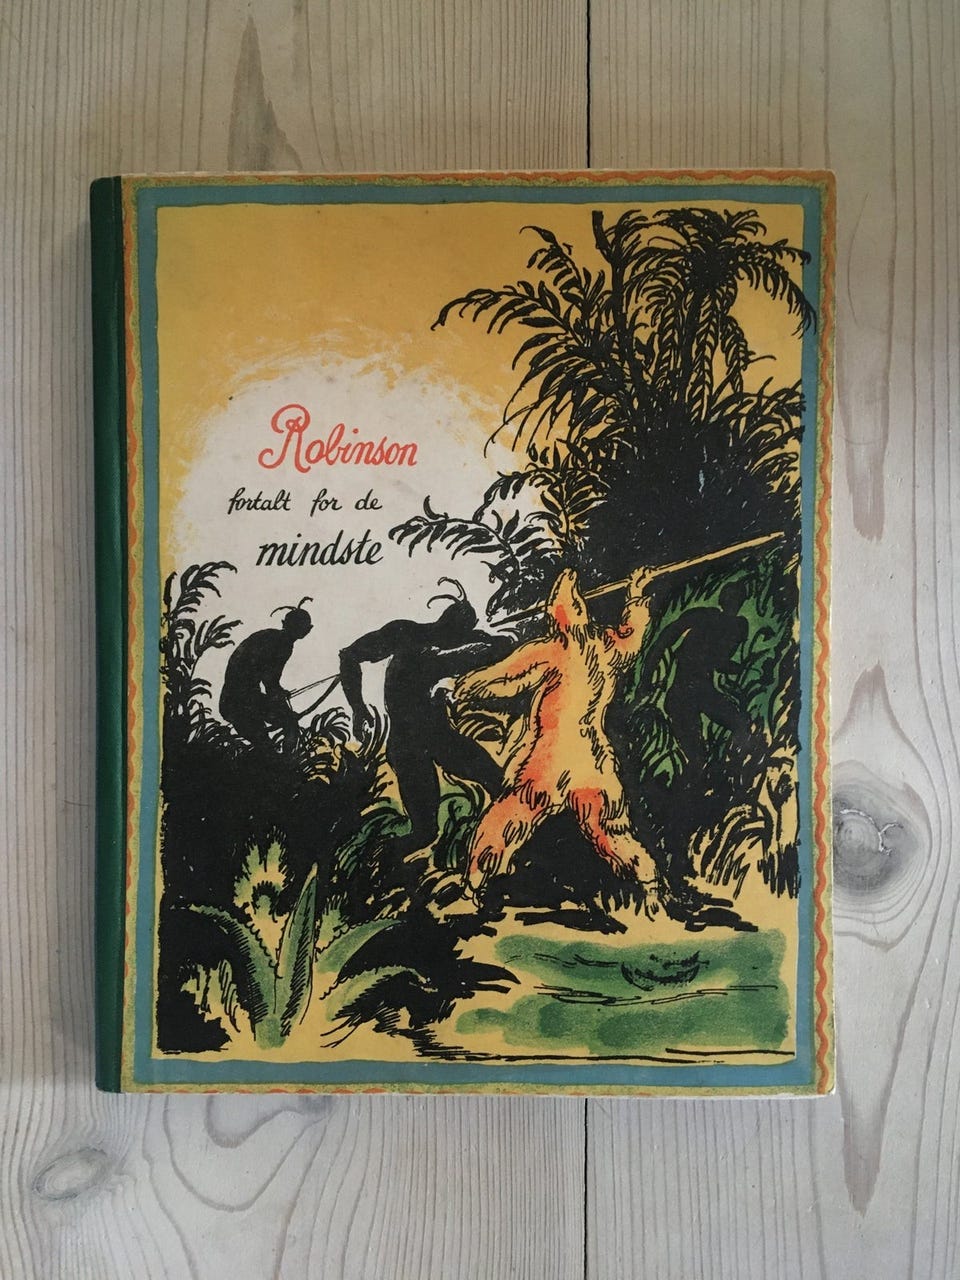 Robinson
fortalt for de
mindste